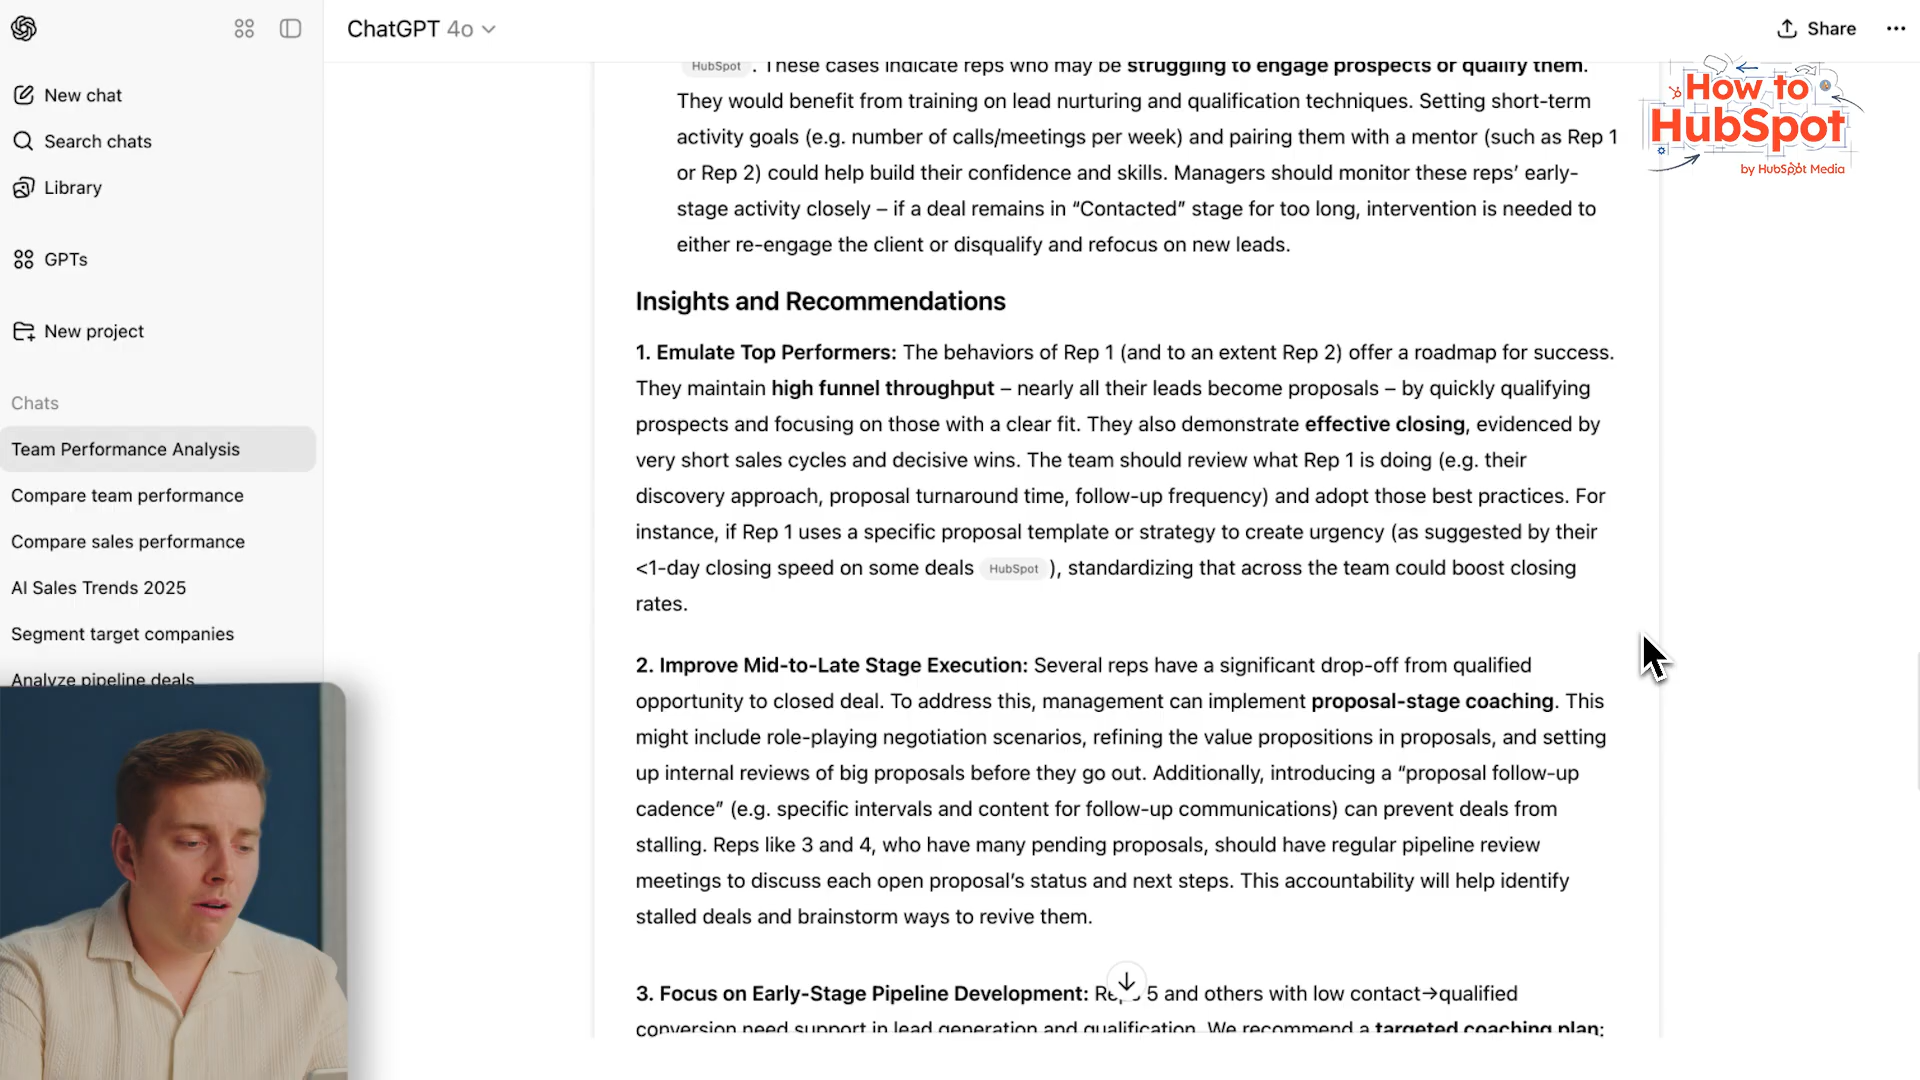 ChatGPT 4o
Share
New chat
Search chats
Library
GPTs
New project
Chats
Team Performance Analysis
Compare team performance
Compare sales performance
AI Sales Trends 2025
Segment target companies
Analyze pipeline deals
HubSpot . These cases indicate reps who may be struggling to engage prospects or qualify them.
They would benefit from training on lead nurturing and qualification techniques. Setting short-term
activity goals (e.g. number of calls/meetings per week) and pairing them with a mentor (such as Rep 1
or Rep 2) could help build their confidence and skills. Managers should monitor these reps’ early-
stage activity closely – if a deal remains in “Contacted” stage for too long, intervention is needed to
either re-engage the client or disqualify and refocus on new leads.
Insights and Recommendations
1. Emulate Top Performers: The behaviors of Rep 1 (and to an extent Rep 2) offer a roadmap for success.
They maintain high funnel throughput – nearly all their leads become proposals – by quickly qualifying
prospects and focusing on those with a clear fit. They also demonstrate effective closing, evidenced by
very short sales cycles and decisive wins. The team should review what Rep 1 is doing (e.g. their
discovery approach, proposal turnaround time, follow-up frequency) and adopt those best practices. For
instance, if Rep 1 uses a specific proposal template or strategy to create urgency (as suggested by their
<1-day closing speed on some deals HubSpot ), standardizing that across the team could boost closing
rates.
2. Improve Mid-to-Late Stage Execution: Several reps have a significant drop-off from qualified
opportunity to closed deal. To address this, management can implement proposal-stage coaching. This
might include role-playing negotiation scenarios, refining the value propositions in proposals, and setting
up internal reviews of big proposals before they go out. Additionally, introducing a “proposal follow-up
cadence” (e.g. specific intervals and content for follow-up communications) can prevent deals from
stalling. Reps like 3 and 4, who have many pending proposals, should have regular pipeline review
meetings to discuss each open proposal’s status and next steps. This accountability will help identify
stalled deals and brainstorm ways to revive them.
3. Focus on Early-Stage Pipeline Development: 5 and others with low contact→qualified
conversion need support in lead generation and qualification. We recommend a targeted coaching plan:
How to
HubSpot
by HubSpot Media